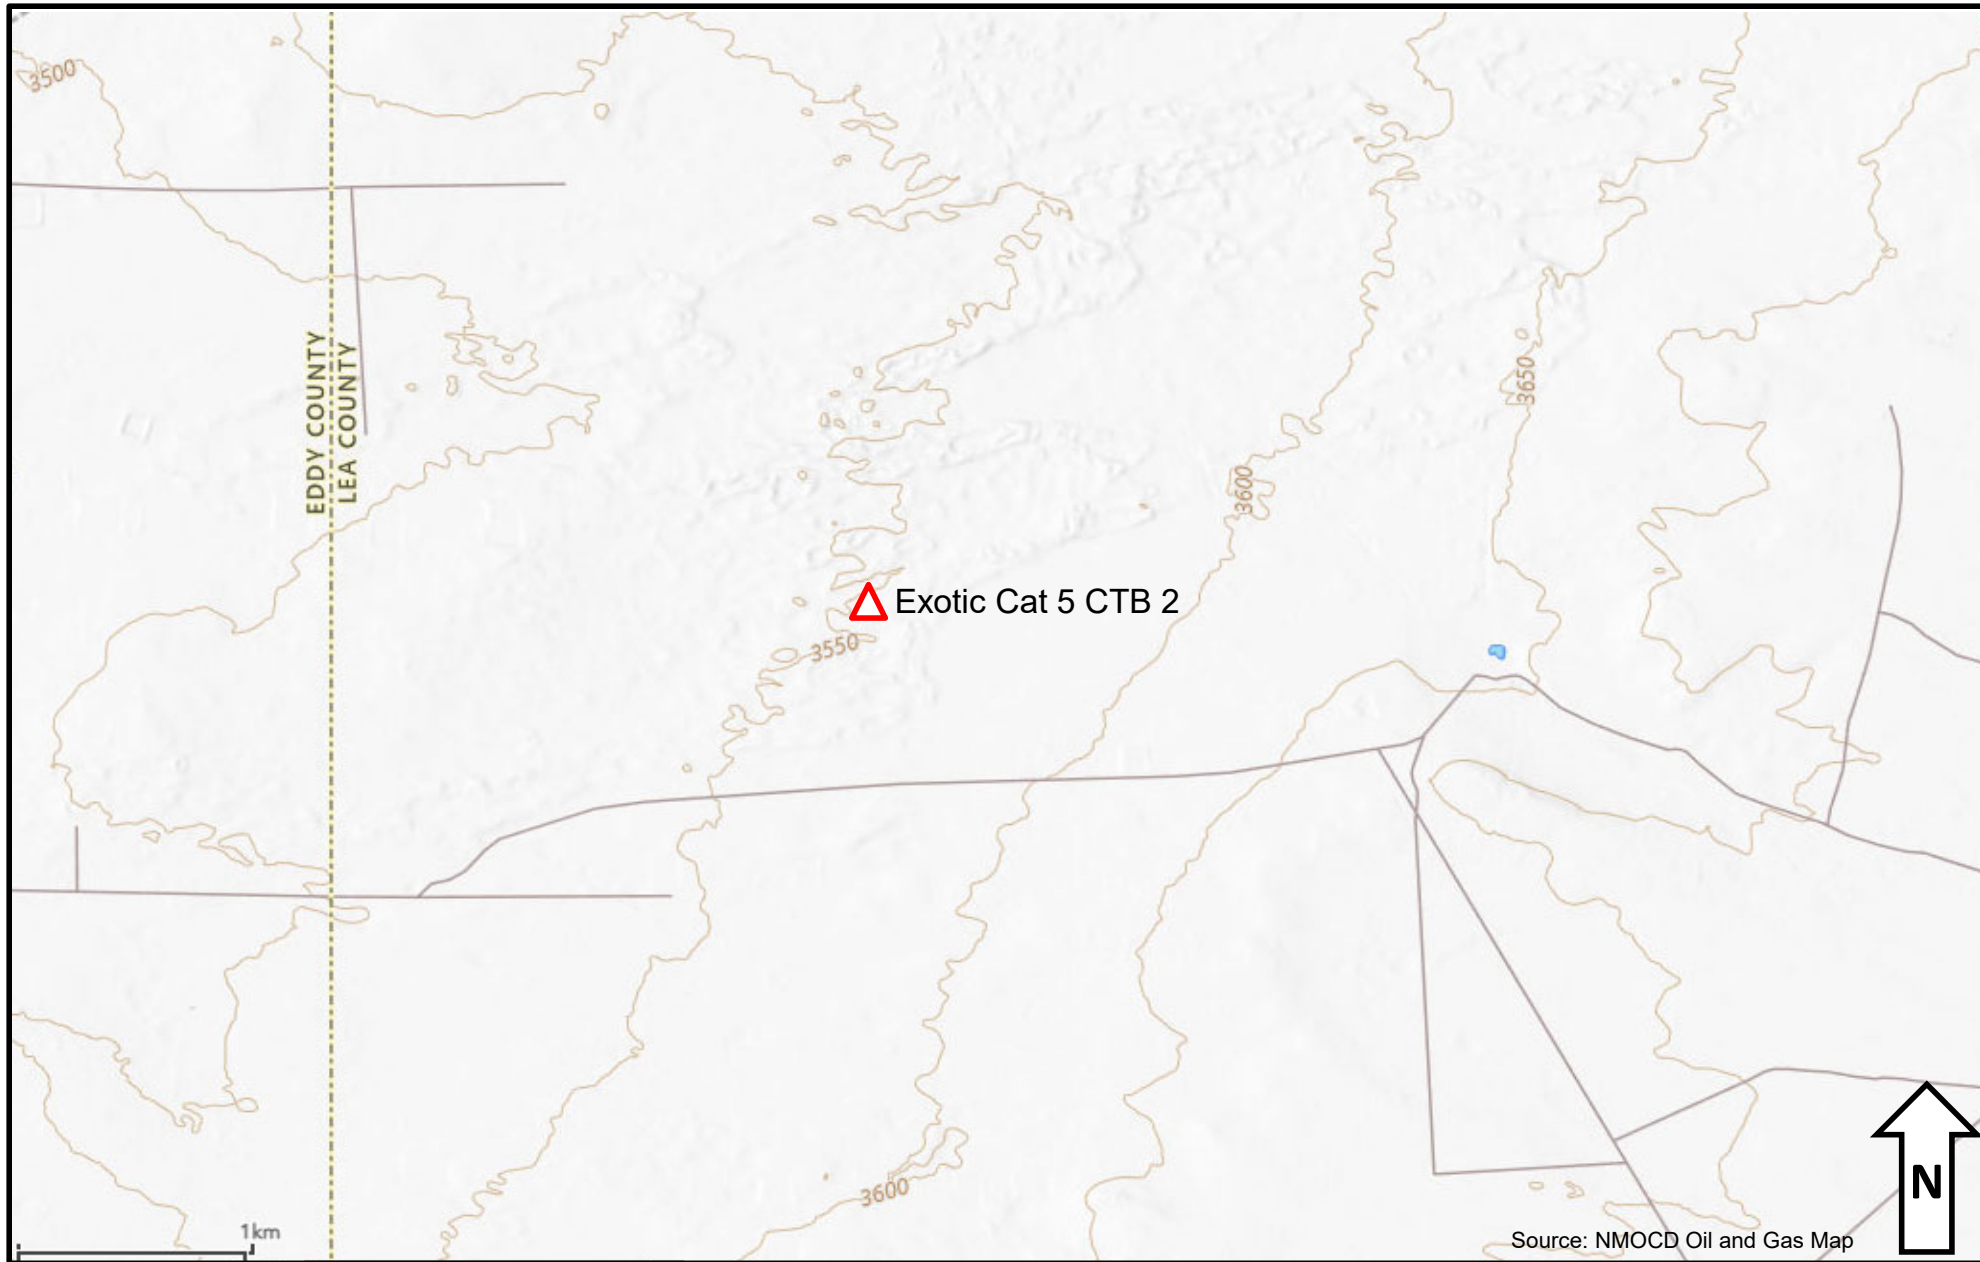 3500
EDDY COUNTY
LEA COUNTY
3650
3600
Exotic Cat 5 CTB 2
3550
3600
1km
N
Source: NMOCD Oil and Gas Map